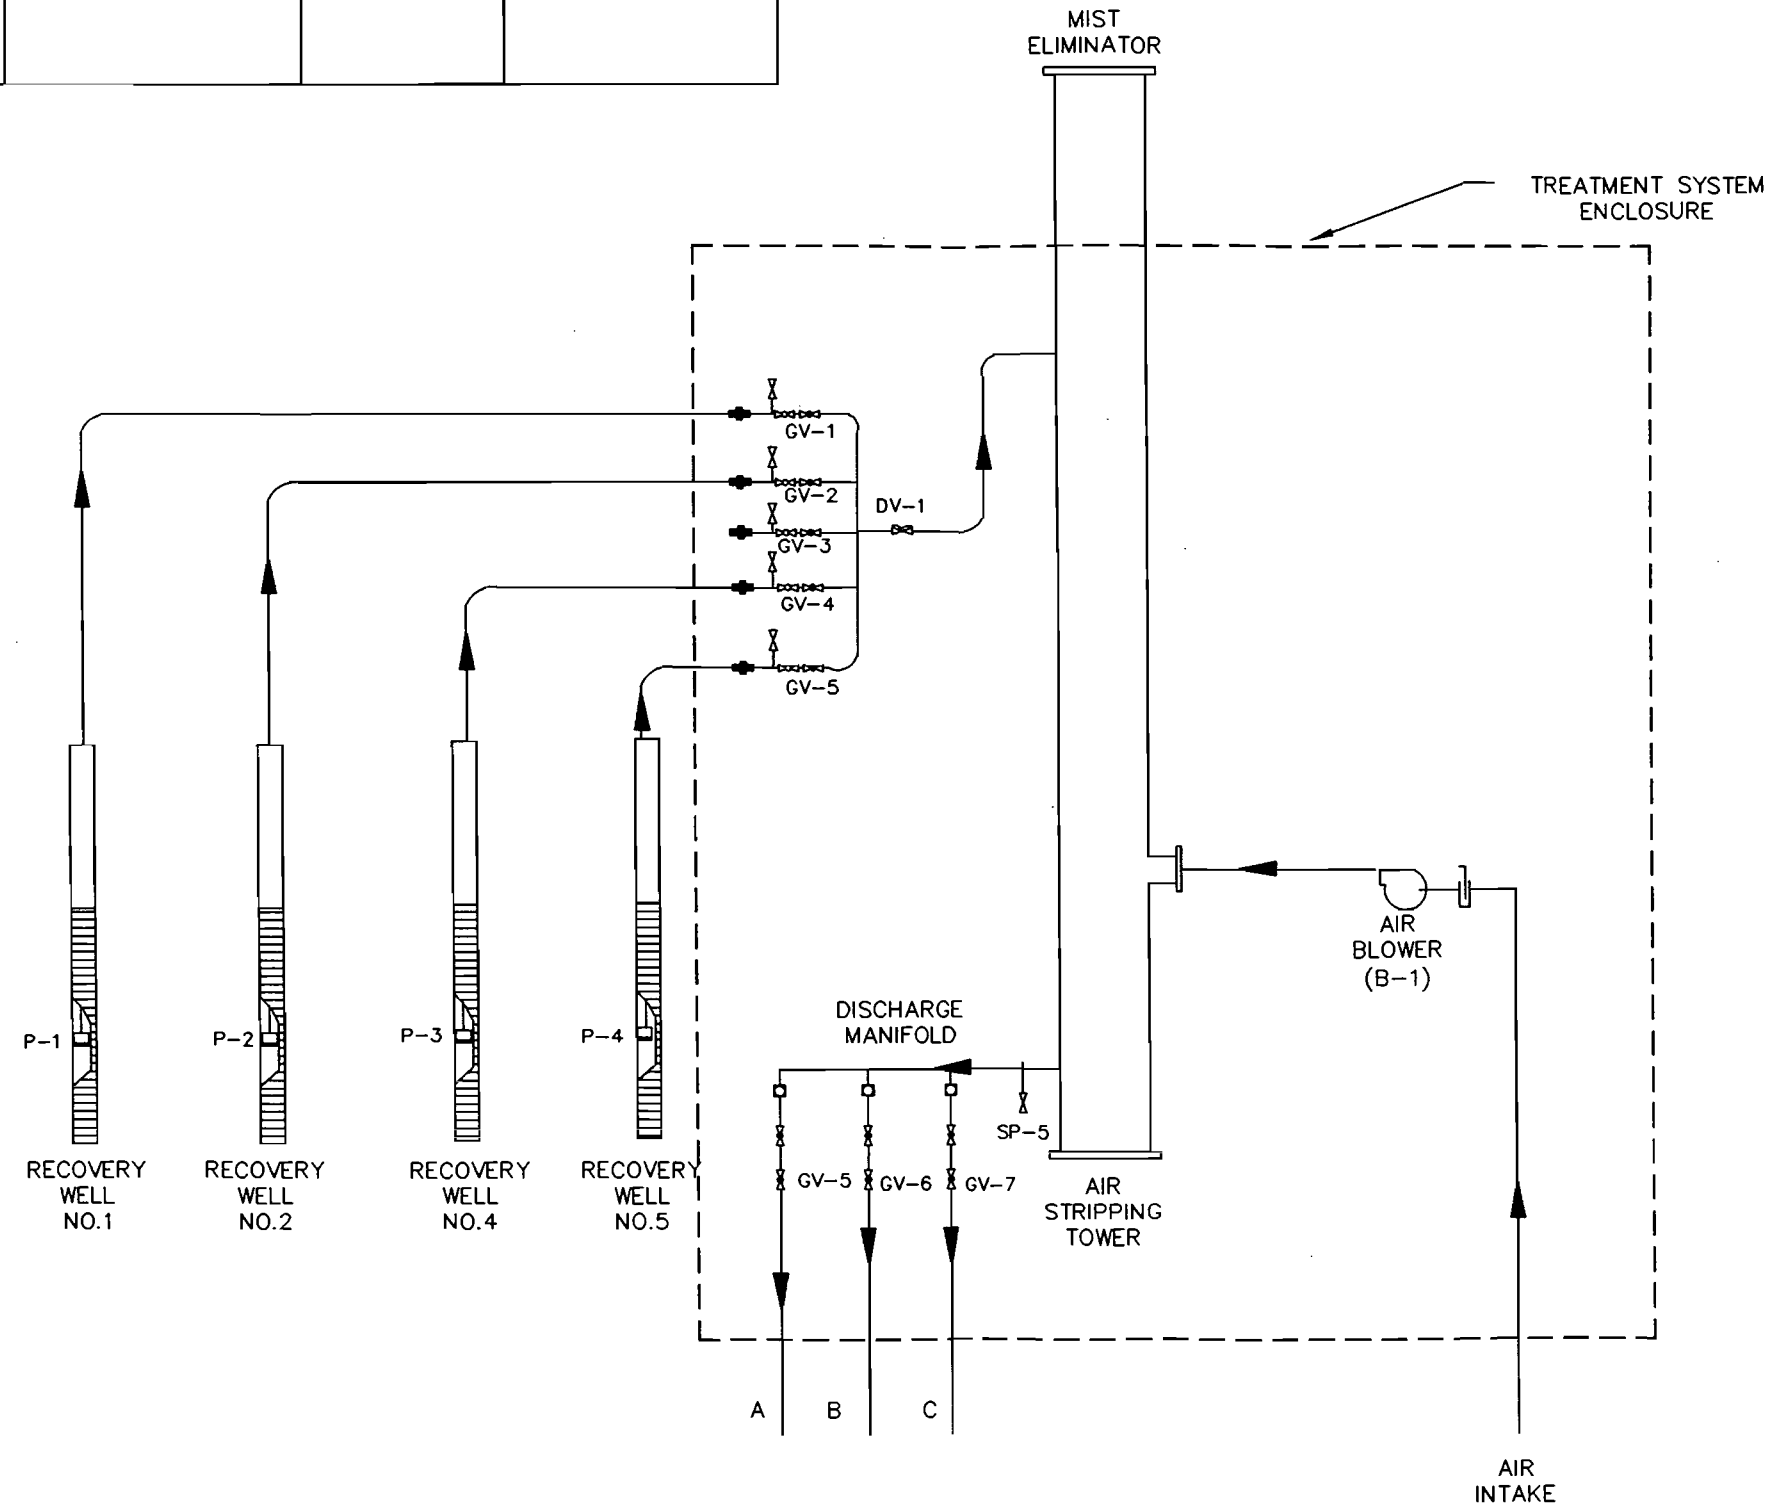 MIST
ELIMINATOR
TREATMENT SYSTEM
ENCLOSURE
GV-1
GV-2
DV-1
GV-3
GV-4
GV-5
AIR
BLOWER
(B-1)
DISCHARGE
MANIFOLD
P-1
P-2
P-3
P-4
SP-5
RECOVERY
WELL
NO.1
RECOVERY
WELL
NO.2
RECOVERY
WELL
NO.4
RECOVERY
WELL
NO.5
GV-5
GV-6
GV-7
AIR
STRIPPING
TOWER
A
B
C
AIR
INTAKE